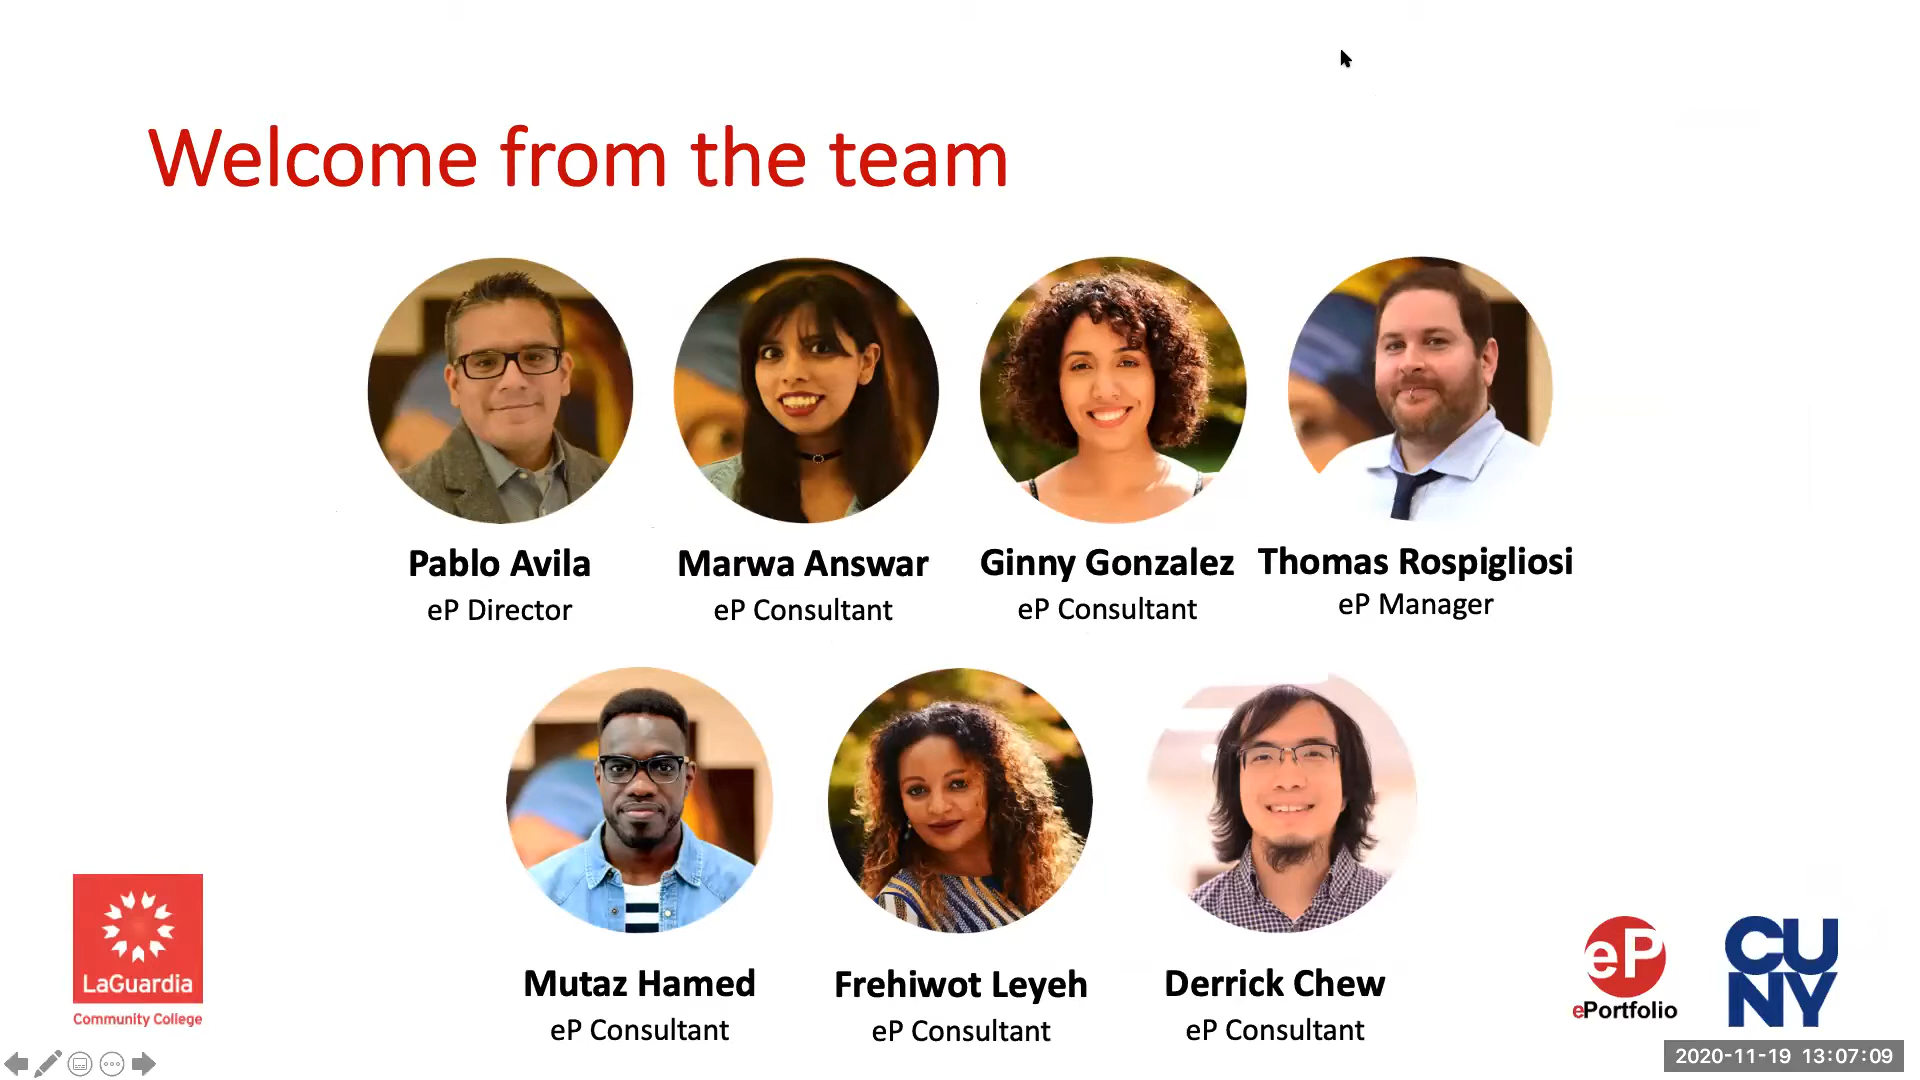 Welcome from the team
Pablo Avila
eP Director
Marwa Answar
eP Consultant
Ginny Gonzalez
eP Consultant
Thomas Rospigliosi
eP Manager
Mutaz Hamed
eP Consultant
Frehiwot Leyeh
eP Consultant
Derrick Chew
eP Consultant
LaGuardia
Community College
eP
ePortfolio
CU
NY
2020-11-19 13:07:09